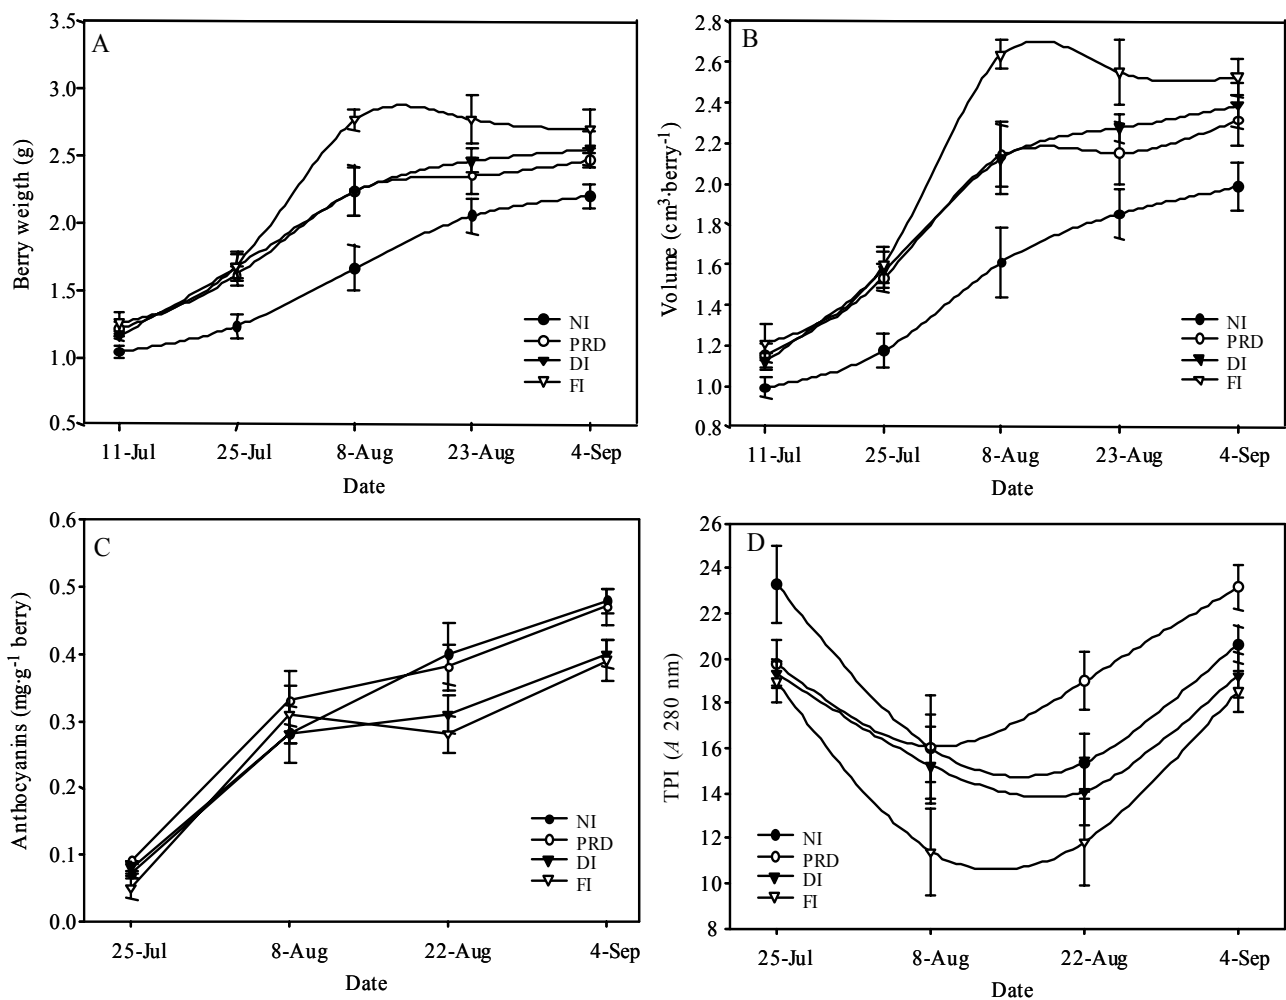 A
Berry weigth (g)
3.5
3.0
2.5
2.0
1.5
1.0
0.5
NI
PRD
DI
FI
11-Jul 25-Jul 8-Aug 23-Aug 4-Sep
Date
B
Volume (cm³·berry⁻¹)
2.8
2.6
2.4
2.2
2.0
1.8
1.6
1.4
1.2
1.0
0.8
NI
PRD
DI
FI
11-Jul 25-Jul 8-Aug 23-Aug 4-Sep
Date
C
Anthocyanins (mg·g⁻¹ berry)
0.6
0.5
0.4
0.3
0.2
0.1
0.0
NI
PRD
DI
FI
25-Jul 8-Aug 22-Aug 4-Sep
Date
D
TPI (A 280 nm)
26
24
22
20
18
16
14
12
10
8
NI
PRD
DI
FI
25-Jul 8-Aug 22-Aug 4-Sep
Date